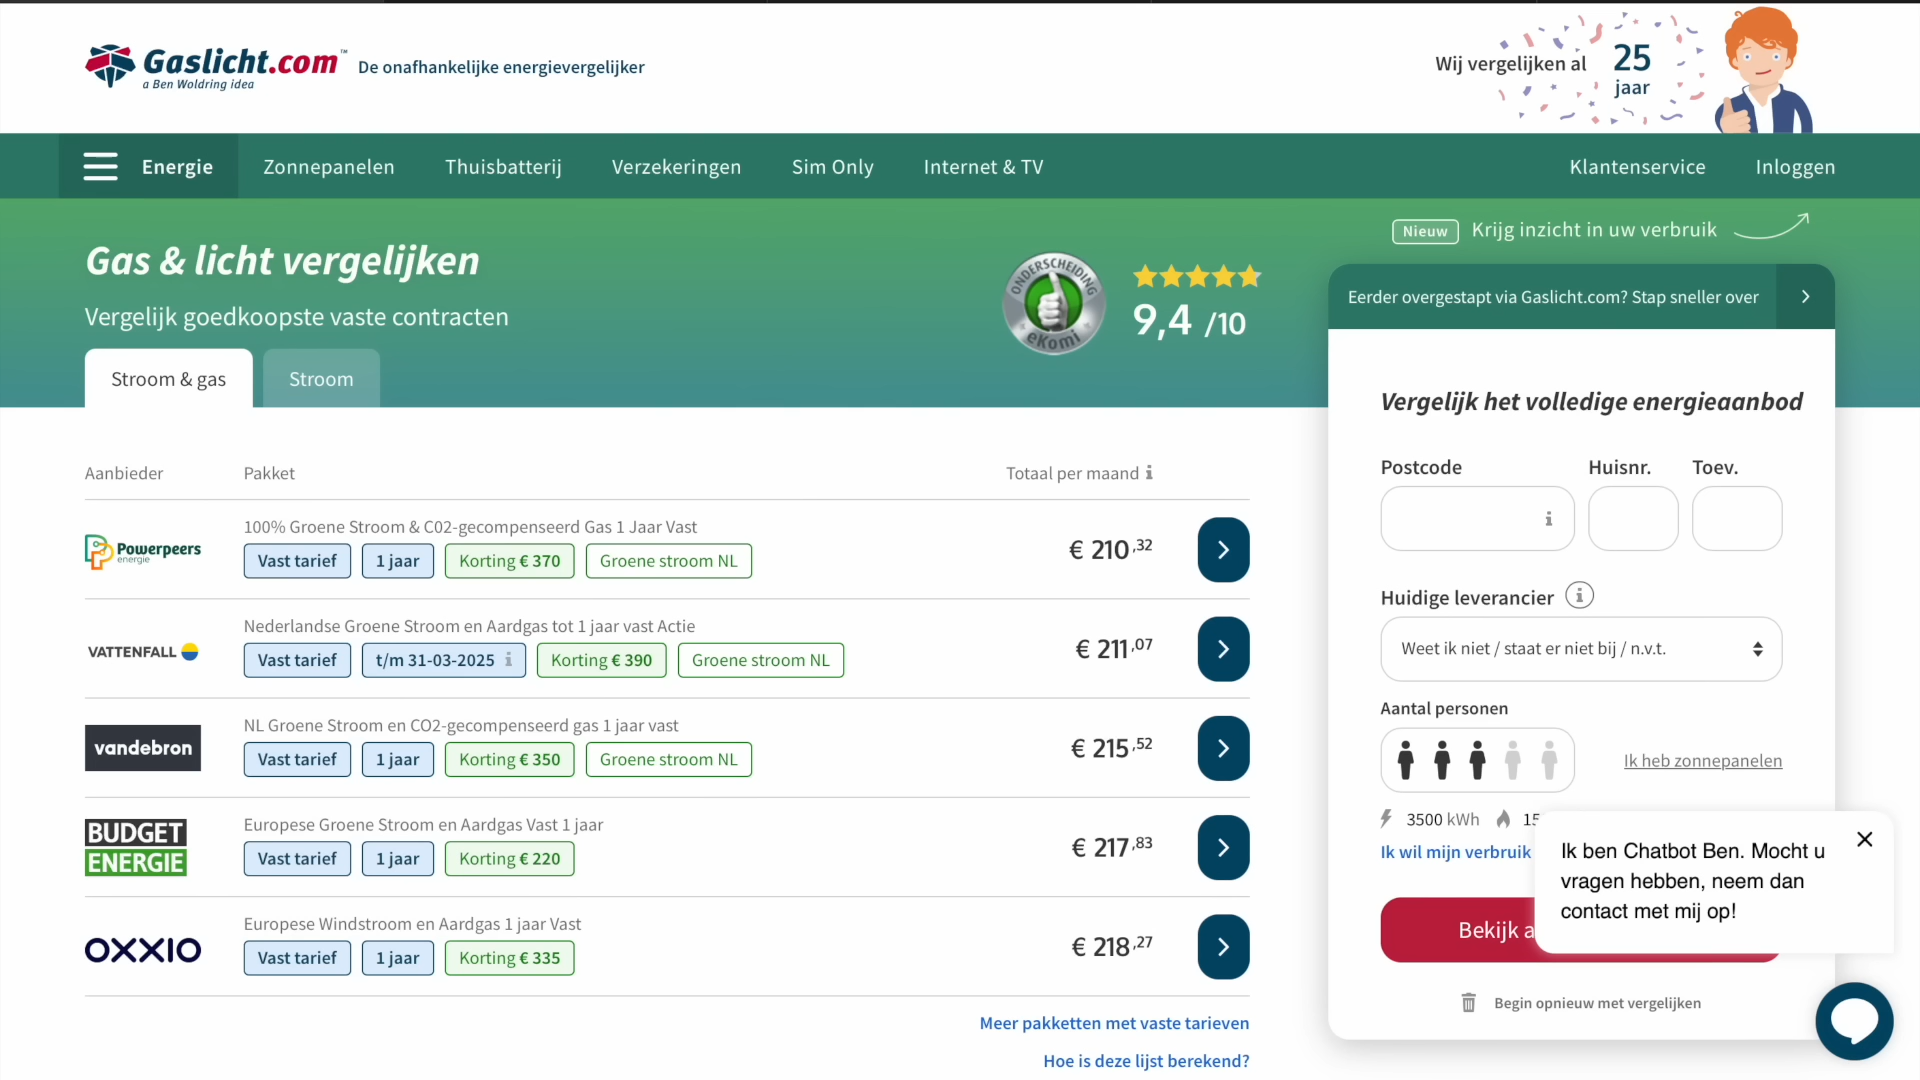 Gaslicht.com™
a Ben Woldring idea
De onafhankelijke energievergelijker
Wij vergelijken al 25 jaar
Energie
Zonnepanelen
Thuisbatterij
Verzekeringen
Sim Only
Internet & TV
Klantenservice
Inloggen
Gas & licht vergelijken
Vergelijk goedkoopste vaste contracten
ONDERSCHEIDING
eKomi
9,4 /10
Stroom & gas
Stroom
Nieuw Krijg inzicht in uw verbruik
Eerder overgestapt via Gaslicht.com? Stap sneller over
Aanbieder Pakket Totaal per maand
Powerpeers
energie
100% Groene Stroom & C02-gecompenseerd Gas 1 Jaar Vast
Vast tarief 1 jaar Korting € 370 Groene stroom NL
€ 210,32
VATTENFALL
Nederlandse Groene Stroom en Aardgas tot 1 jaar vast Actie
Vast tarief t/m 31-03-2025 Korting € 390 Groene stroom NL
€ 211,07
vandebron
NL Groene Stroom en CO2-gecompenseerd gas 1 jaar vast
Vast tarief 1 jaar Korting € 350 Groene stroom NL
€ 215,52
BUDGET
ENERGIE
Europese Groene Stroom en Aardgas Vast 1 jaar
Vast tarief 1 jaar Korting € 220
€ 217,83
OXXIO
Europese Windstroom en Aardgas 1 jaar Vast
Vast tarief 1 jaar Korting € 335
€ 218,27
Meer pakketten met vaste tarieven
Hoe is deze lijst berekend?
Vergelijk het volledige energieaanbod
Postcode Huisnr. Toev.
Huidige leverancier
Weet ik niet / staat er niet bij / n.v.t.
Aantal personen
Ik heb zonnepanelen
3500 kWh 15
Ik wil mijn verbruik
Bekijk a
Ik ben Chatbot Ben. Mocht u
vragen hebben, neem dan
contact met mij op!
Begin opnieuw met vergelijken